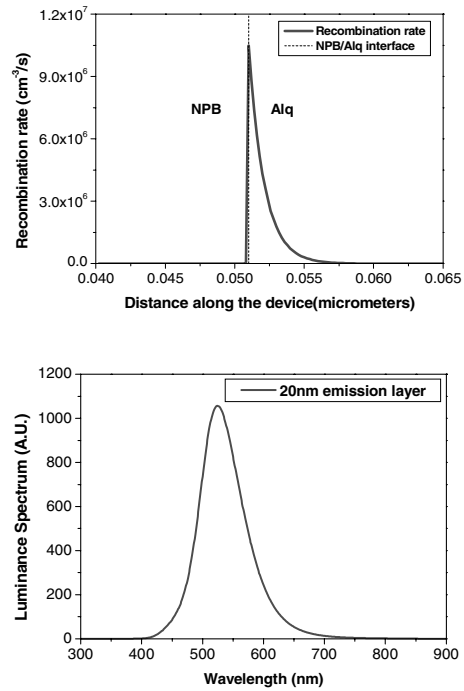 1.2x10⁷
9.0x10⁶
6.0x10⁶
3.0x10⁶
0.0
Recombination rate (cm⁻³/s)
Recombination rate
NPB/Alq interface
NPB
Alq
0.040 0.045 0.050 0.055 0.060 0.065
Distance along the device(micrometers)
1200
1000
800
600
400
200
0
Luminance Spectrum (A.U.)
20nm emission layer
300 400 500 600 700 800 900
Wavelength (nm)